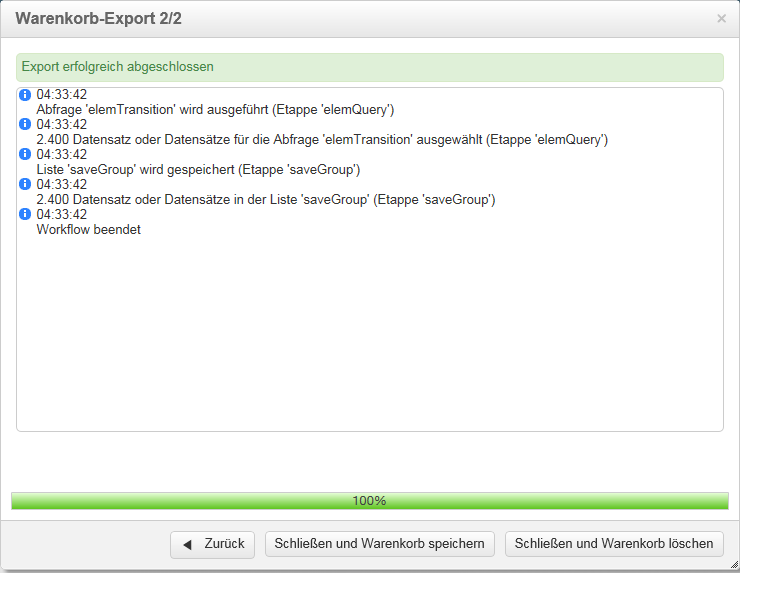 Warenkorb-Export 2/2
×
Export erfolgreich abgeschlossen
04:33:42
Abfrage 'elemTransition' wird ausgeführt (Etappe 'elemQuery')
04:33:42
2.400 Datensatz oder Datensätze für die Abfrage 'elemTransition' ausgewählt (Etappe 'elemQuery')
04:33:42
Liste 'saveGroup' wird gespeichert (Etappe 'saveGroup')
04:33:42
2.400 Datensatz oder Datensätze in der Liste 'saveGroup' (Etappe 'saveGroup')
04:33:42
Workflow beendet
100%
Zurück Schließen und Warenkorb speichern Schließen und Warenkorb löschen